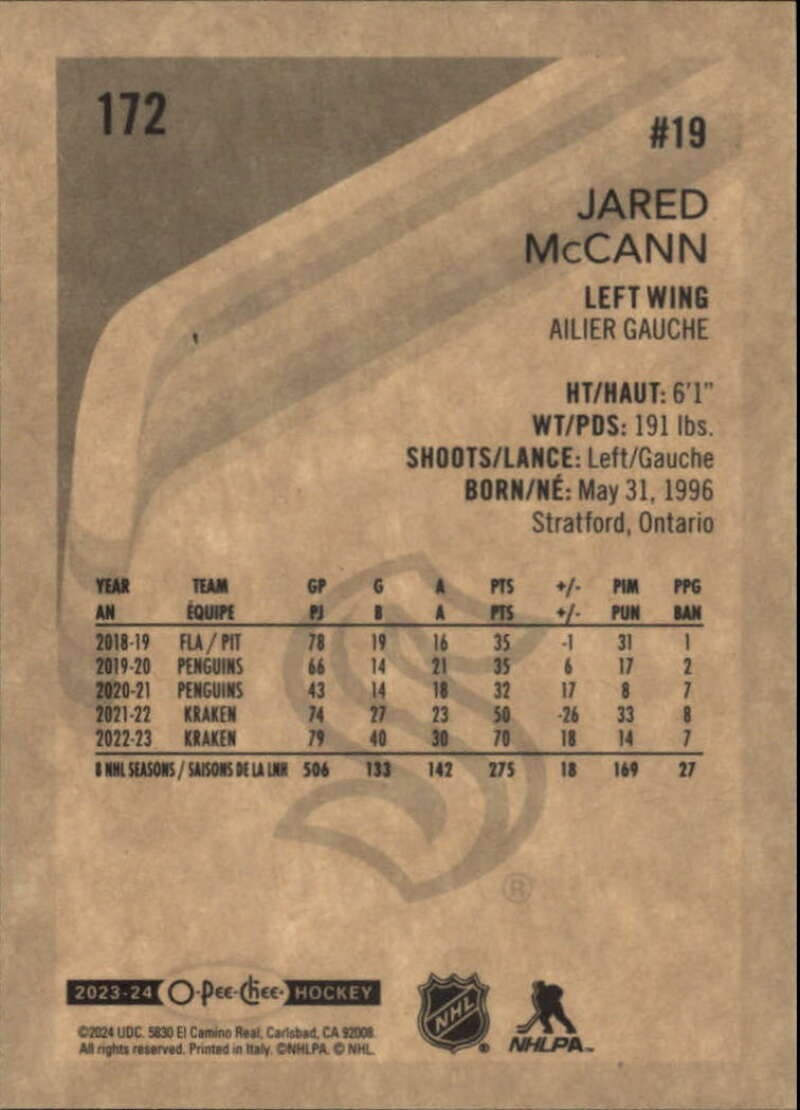 172
#19
JARED
McCANN
LEFT WING
AILIER GAUCHE
HT/HAUT: 6'1"
WT/PDS: 191 lbs.
SHOOTS/LANCE: Left/Gauche
BORN/NÉ: May 31, 1996
Stratford, Ontario
YEAR TEAM GP G A PTS +/- PIM PPG
AN ÉQUIPE PJ B A PTS +/- PUN BAN
2018-19 FLA / PIT 78 19 16 35 -1 31 1
2019-20 PENGUINS 66 14 21 35 6 17 2
2020-21 PENGUINS 43 14 18 32 17 8 7
2021-22 KRAKEN 74 27 23 50 -26 33 8
2022-23 KRAKEN 79 40 30 70 18 14 7
8 NHL SEASONS / SAISONS DE LA LNH 506 133 142 275 18 169 27
®
2023-24 O-Pee-Chee HOCKEY
©2024 UDC. 5830 El Camino Real, Carlsbad, CA 92008.
All rights reserved. Printed in Italy. ©NHLPA. © NHL.
NHL ®
NHLPA™